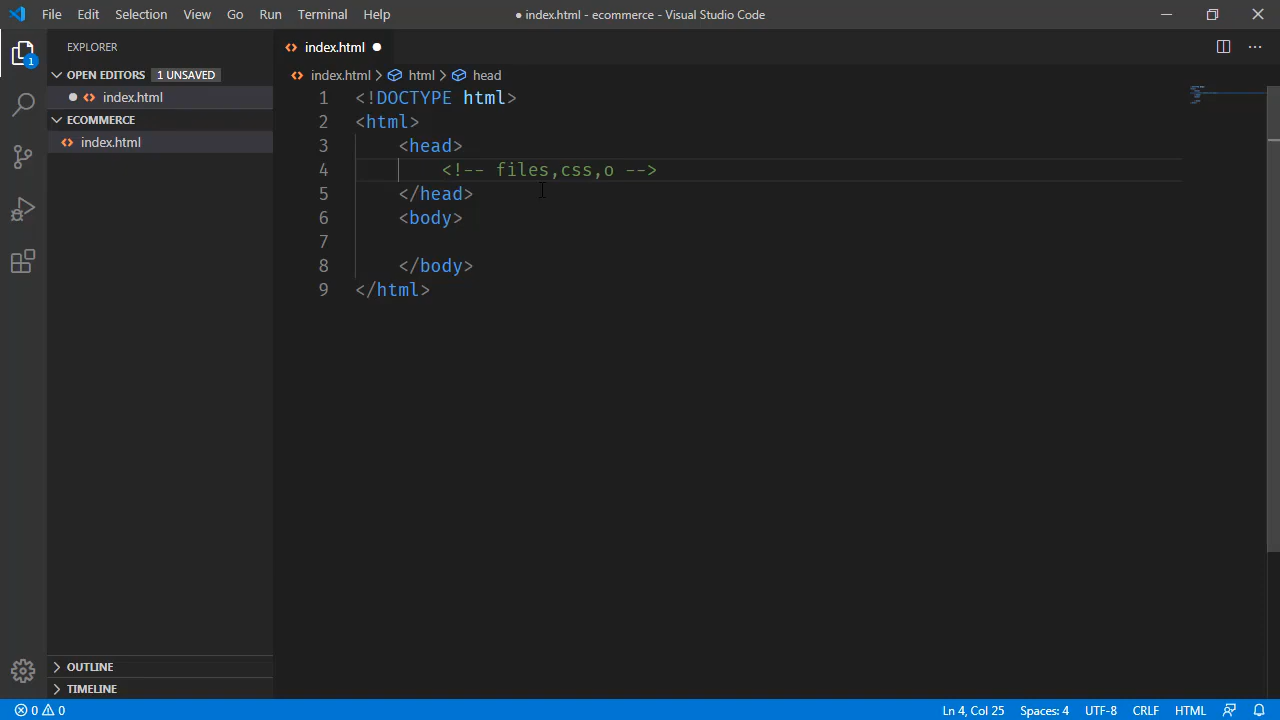 File Edit Selection View Go Run Terminal Help ● index.html - ecommerce - Visual Studio Code
EXPLORER
OPEN EDITORS 1 UNSAVED
index.html
ECOMMERCE
index.html
OUTLINE
TIMELINE
1
index.html
index.html > html > head
1 <!DOCTYPE html>
2 <html>
3 <head>
4 <!-- files,css,o -->
5 </head>
6 <body>
7
8 </body>
9 </html>
0 0 Ln 4, Col 25 Spaces: 4 UTF-8 CRLF HTML